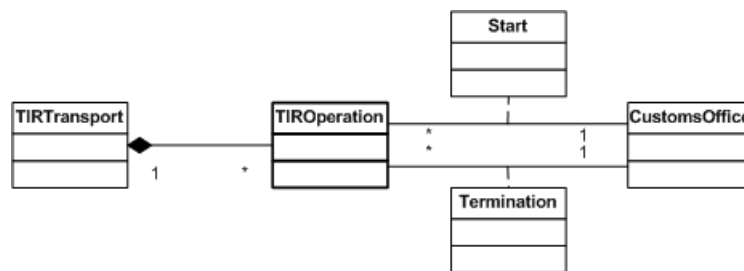 Start
TIRTransport
TIROperation
CustomsOffice
* 1
* 1
1 *
Termination